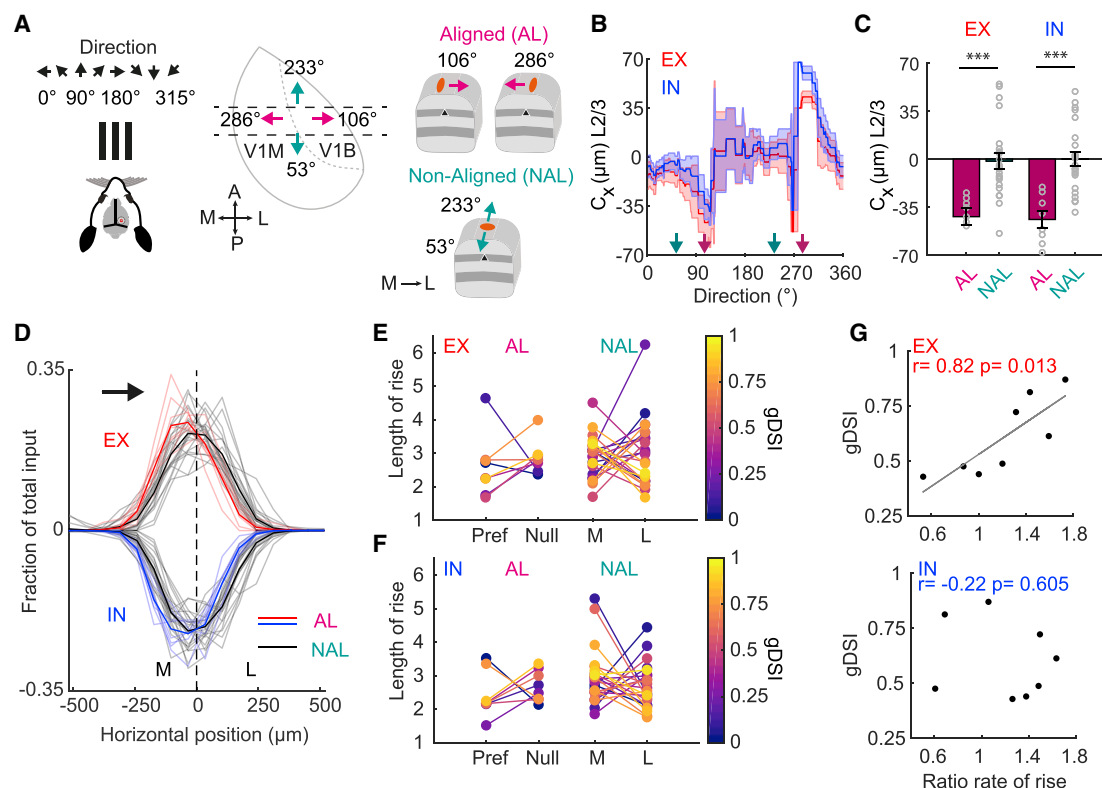 A
Direction
0° 90° 180° 315°
233°
286°
106°
V1M
V1B
53°
A
M
L
P
Aligned (AL)
106°
286°
Non-Aligned (NAL)
233°
53°
M
L
B
EX
IN
70
35
0
-35
-70
Cx (µm) L2/3
0
90
180
270
360
Direction (°)
C
EX
IN
***
***
70
35
0
-35
-70
Cx (µm) L2/3
AL
NAL
AL
NAL
D
0.35
0
-0.35
Fraction of total input
EX
IN
AL
NAL
M
L
-500
-250
0
250
500
Horizontal position (µm)
E
EX
AL
NAL
6
5
4
3
2
1
Length of rise
Pref
Null
M
L
1
0.75
0.5
0.25
0
gDSI
F
IN
AL
NAL
6
5
4
3
2
1
Length of rise
Pref
Null
M
L
1
0.75
0.5
0.25
0
gDSI
G
EX
r= 0.82 p= 0.013
1
0.75
0.5
0.25
gDSI
0.6
1
1.4
1.8
IN
r= -0.22 p= 0.605
1
0.75
0.5
0.25
gDSI
0.6
1
1.4
1.8
Ratio rate of rise